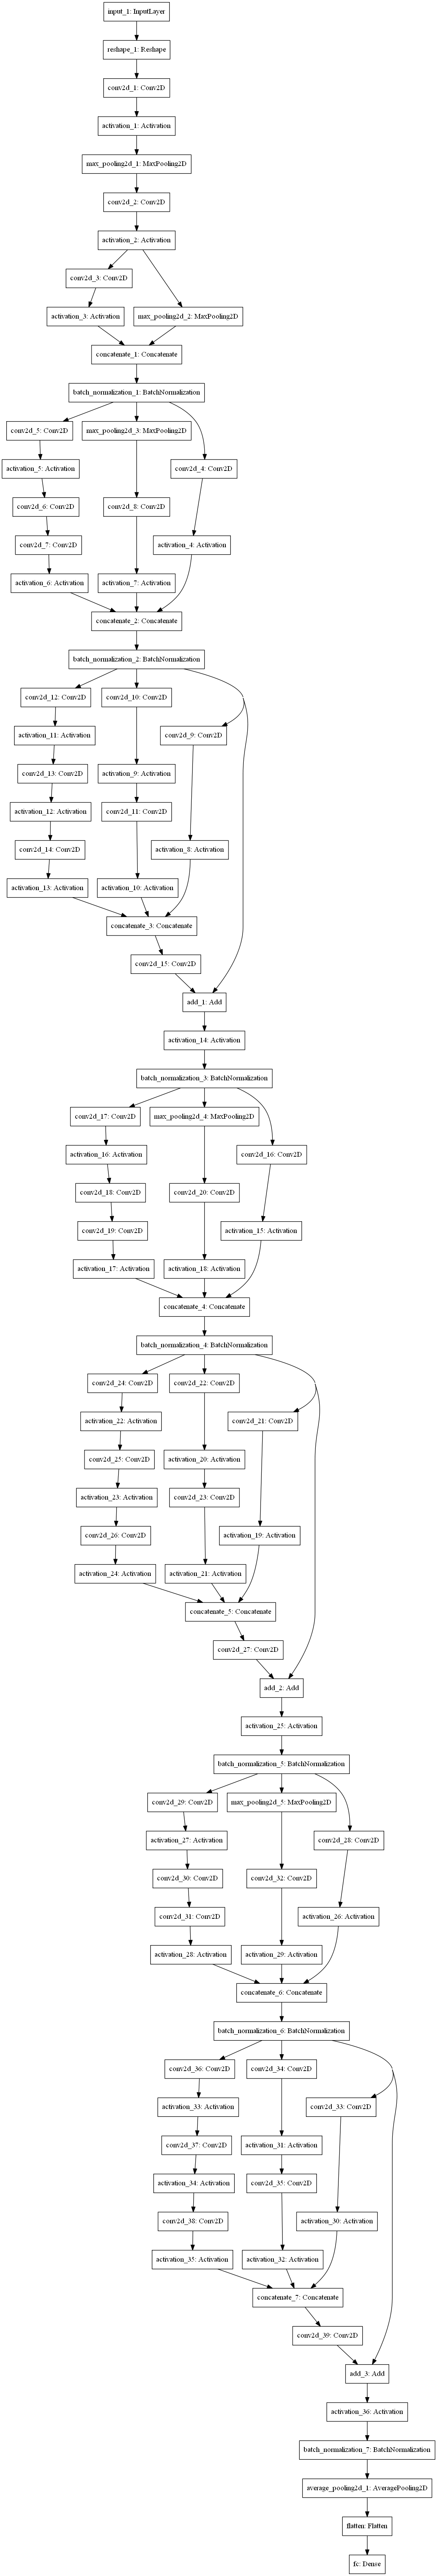 input_1: InputLayer
reshape_1: Reshape
conv2d_1: Conv2D
activation_1: Activation
max_pooling2d_1: MaxPooling2D
conv2d_2: Conv2D
activation_2: Activation
conv2d_3: Conv2D
activation_3: Activation
max_pooling2d_2: MaxPooling2D
concatenate_1: Concatenate
batch_normalization_1: BatchNormalization
conv2d_5: Conv2D
max_pooling2d_3: MaxPooling2D
activation_5: Activation
conv2d_4: Conv2D
conv2d_6: Conv2D
conv2d_8: Conv2D
conv2d_7: Conv2D
activation_4: Activation
activation_6: Activation
activation_7: Activation
concatenate_2: Concatenate
batch_normalization_2: BatchNormalization
conv2d_12: Conv2D
conv2d_10: Conv2D
activation_11: Activation
conv2d_9: Conv2D
conv2d_13: Conv2D
activation_9: Activation
activation_12: Activation
conv2d_11: Conv2D
conv2d_14: Conv2D
activation_8: Activation
activation_13: Activation
activation_10: Activation
concatenate_3: Concatenate
conv2d_15: Conv2D
add_1: Add
activation_14: Activation
batch_normalization_3: BatchNormalization
conv2d_17: Conv2D
max_pooling2d_4: MaxPooling2D
activation_16: Activation
conv2d_16: Conv2D
conv2d_18: Conv2D
conv2d_20: Conv2D
conv2d_19: Conv2D
activation_15: Activation
activation_17: Activation
activation_18: Activation
concatenate_4: Concatenate
batch_normalization_4: BatchNormalization
conv2d_24: Conv2D
conv2d_22: Conv2D
activation_22: Activation
conv2d_21: Conv2D
conv2d_25: Conv2D
activation_20: Activation
activation_23: Activation
conv2d_23: Conv2D
conv2d_26: Conv2D
activation_19: Activation
activation_24: Activation
activation_21: Activation
concatenate_5: Concatenate
conv2d_27: Conv2D
add_2: Add
activation_25: Activation
batch_normalization_5: BatchNormalization
conv2d_29: Conv2D
max_pooling2d_5: MaxPooling2D
activation_27: Activation
conv2d_28: Conv2D
conv2d_30: Conv2D
conv2d_32: Conv2D
conv2d_31: Conv2D
activation_26: Activation
activation_28: Activation
activation_29: Activation
concatenate_6: Concatenate
batch_normalization_6: BatchNormalization
conv2d_36: Conv2D
conv2d_34: Conv2D
activation_33: Activation
conv2d_33: Conv2D
conv2d_37: Conv2D
activation_31: Activation
activation_34: Activation
conv2d_35: Conv2D
conv2d_38: Conv2D
activation_30: Activation
activation_35: Activation
activation_32: Activation
concatenate_7: Concatenate
conv2d_39: Conv2D
add_3: Add
activation_36: Activation
batch_normalization_7: BatchNormalization
average_pooling2d_1: AveragePooling2D
flatten: Flatten
fc: Dense